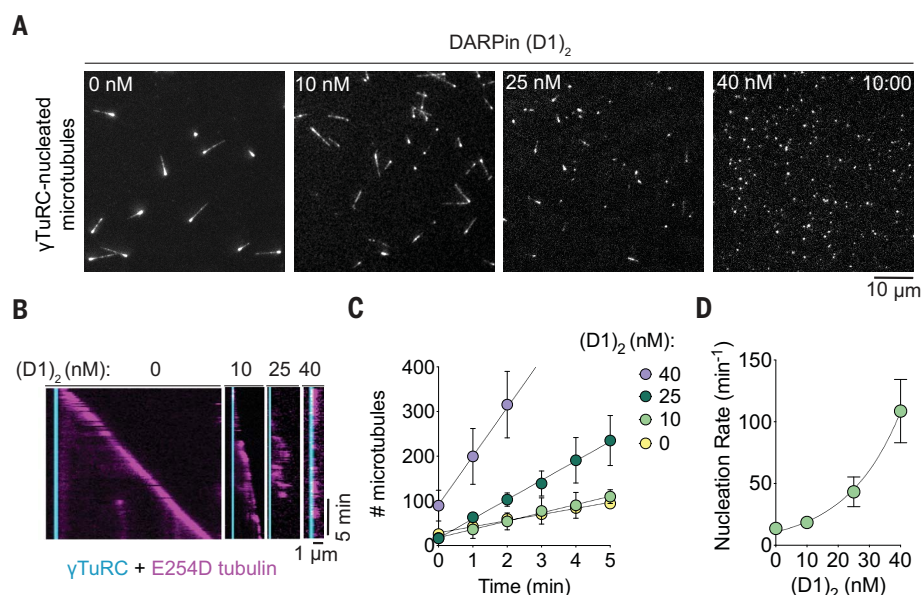 A
DARPin (D1)₂
0 nM
10 nM
25 nM
40 nM
10:00
γTuRC-nucleated
microtubules
10 µm
B
(D1)₂ (nM):
0
10
25
40
5 min
1 µm
γTuRC + E254D tubulin
C
(D1)₂ (nM):
400
300
200
100
0
# microtubules
0 1 2 3 4 5
Time (min)
40
25
10
0
D
150
100
50
0
Nucleation Rate (min⁻¹)
0 10 20 30 40
(D1)₂ (nM)